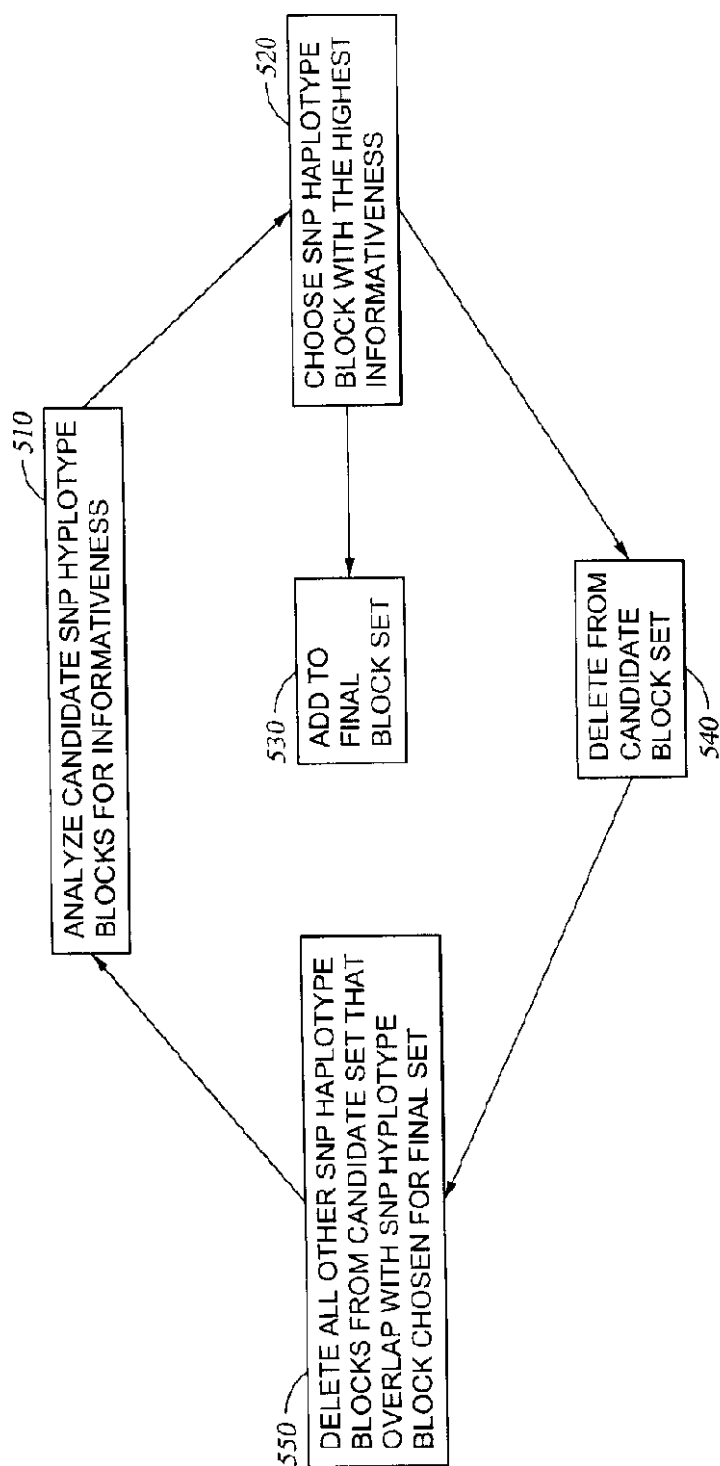 510
ANALYZE CANDIDATE SNP HYPLOTYPE
BLOCKS FOR INFORMATIVENESS
520
CHOOSE SNP HAPLOTYPE
BLOCK WITH THE HIGHEST
INFORMATIVENESS
530
ADD TO
FINAL
BLOCK SET
540
DELETE FROM
CANDIDATE
BLOCK SET
550
DELETE ALL OTHER SNP HAPLOTYPE
BLOCKS FROM CANDIDATE SET THAT
OVERLAP WITH SNP HYPLOTYPE
BLOCK CHOSEN FOR FINAL SET